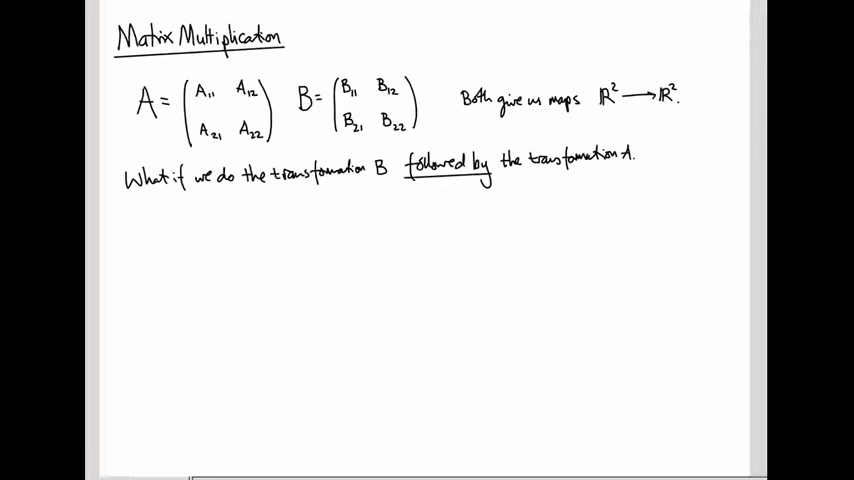 Matrix Multiplication
A = ( A₁₁ A₁₂ A₂₁ A₂₂ ) B = ( B₁₁ B₁₂ B₂₁ B₂₂ ) Both give us maps ℝ² ⟶ ℝ².
What if we do the transformation B followed by the transformation A.